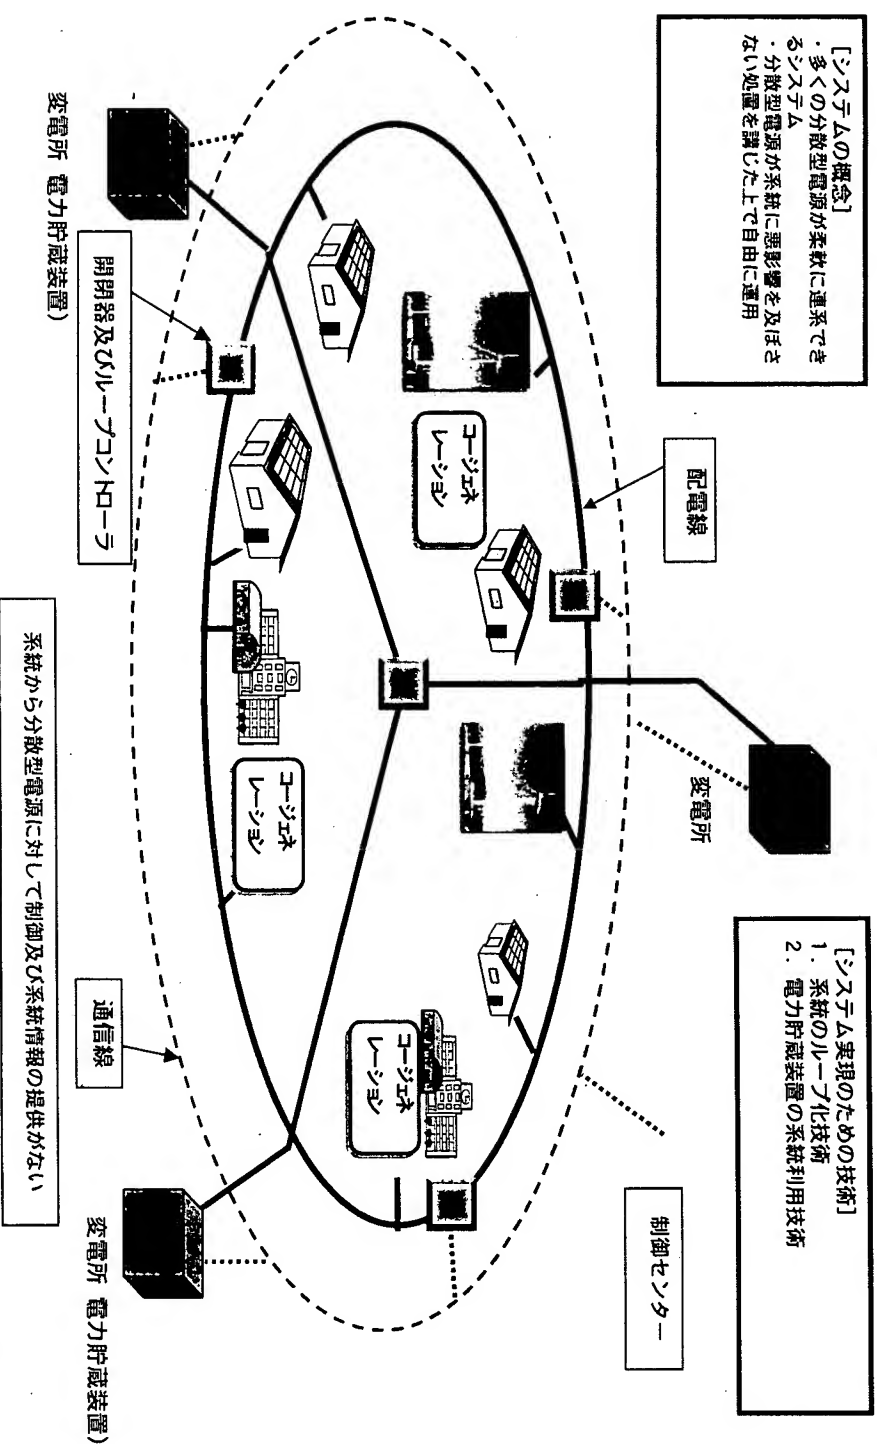 [システムの概念]
・多くの分散型電源が柔軟に連系でき
るシステム
・分散型電源が系統に悪影響を及ぼさ
ない処置を講じた上で自由に運用
[システム実現のための技術]
1. 系統のループ化技術
2. 電力貯蔵装置の系統利用技術
配電線
変電所
制御センター
コージェネ
レーション
コージェネ
レーション
コージェネ
レーション
変電所 電力貯蔵装置)
開閉器及びループコントローラ
通信線
変電所 電力貯蔵装置)
系統から分散型電源に対して制御及び系統情報の提供がない